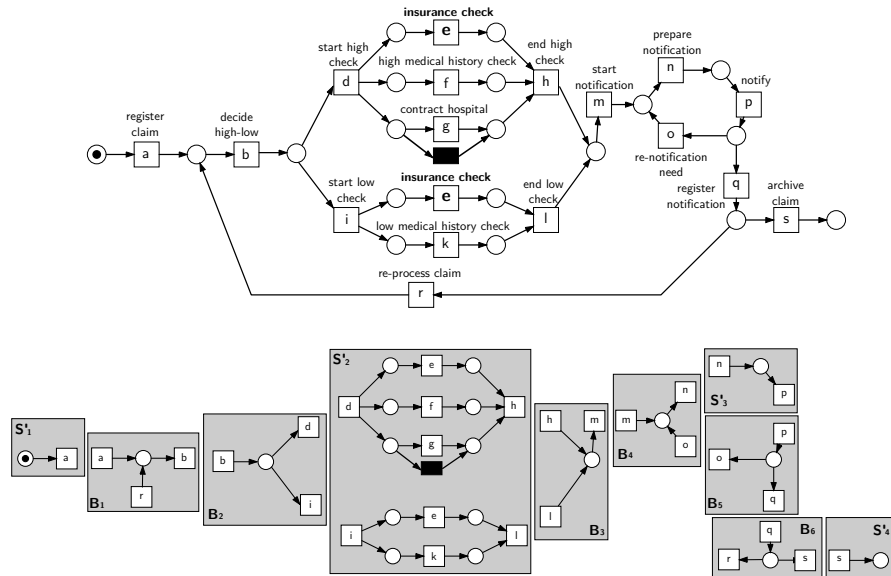 insurance check
e
start high
check
end high
check
d
high medical history check
f
h
contract hospital
g
register
claim
a
decide
high-low
b
start low
check
insurance check
e
end low
check
i
low medical history check
k
l
start
notification
m
prepare
notification
n
notify
p
o
re-notification
need
register
notification
q
archive
claim
s
re-process claim
r
S'1
a
a
b
r
B1
b
d
i
B2
S'2
e
d
f
h
g
e
i
l
k
h
m
l
B3
n
m
o
B4
n
p
S'3
p
o
q
B5
q
B6
r
s
S'4
s